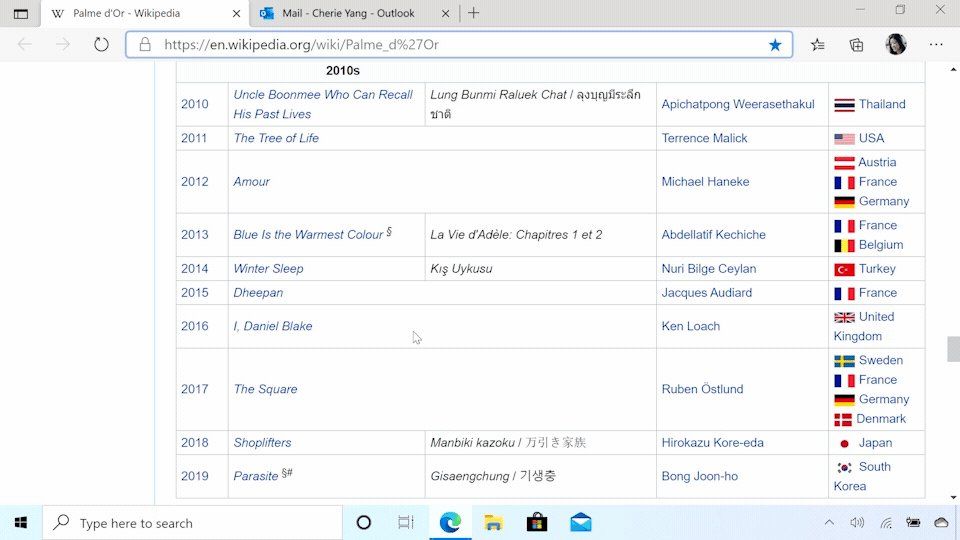 Palme d'Or - Wikipedia
Mail - Cherie Yang - Outlook
https://en.wikipedia.org/wiki/Palme_d%27Or
2010s
2010 Uncle Boonmee Who Can Recall His Past Lives Lung Bunmi Raluek Chat / ลุงบุญมีระลึกชาติ Apichatpong Weerasethakul Thailand
2011 The Tree of Life Terrence Malick USA
2012 Amour Michael Haneke Austria
France
Germany
2013 Blue Is the Warmest Colour § La Vie d'Adèle: Chapitres 1 et 2 Abdellatif Kechiche France
Belgium
2014 Winter Sleep Kış Uykusu Nuri Bilge Ceylan Turkey
2015 Dheepan Jacques Audiard France
2016 I, Daniel Blake Ken Loach United
Kingdom
2017 The Square Ruben Östlund Sweden
France
Germany
Denmark
2018 Shoplifters Manbiki kazoku / 万引き家族 Hirokazu Kore-eda Japan
2019 Parasite §# Gisaengchung / 기생충 Bong Joon-ho South
Korea
Type here to search